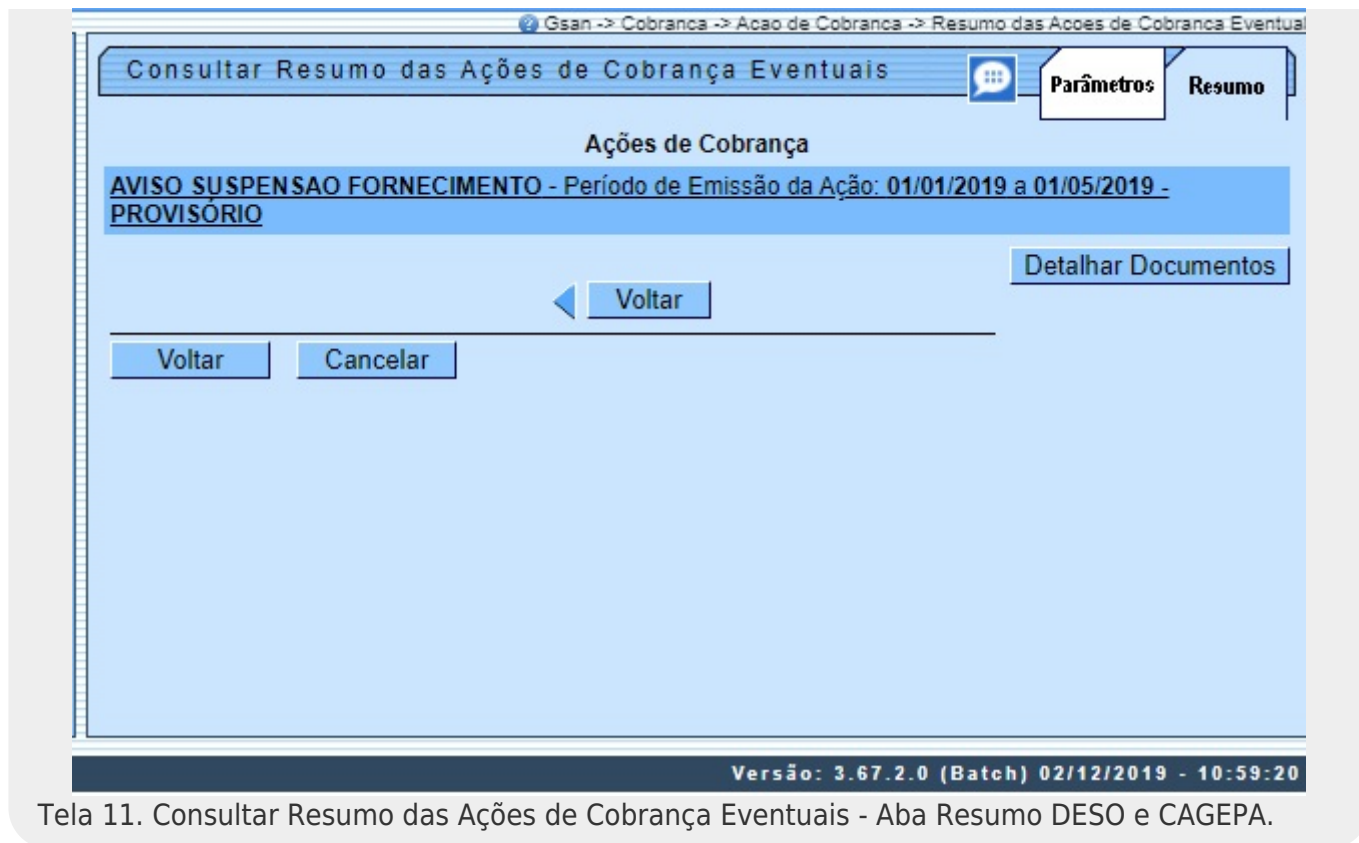 Gsan -> Cobranca -> Acao de Cobranca -> Resumo das Acoes de Cobranca Eventuai
Consultar Resumo das Ações de Cobrança Eventuais
Parâmetros
Resumo
Ações de Cobrança
AVISO SUSPENSAO FORNECIMENTO - Período de Emissão da Ação: 01/01/2019 a 01/05/2019 -
PROVISÓRIO
Detalhar Documentos
Voltar
Voltar Cancelar
Versão: 3.67.2.0 (Batch) 02/12/2019 - 10:59:20
Tela 11. Consultar Resumo das Ações de Cobrança Eventuais - Aba Resumo DESO e CAGEPA.